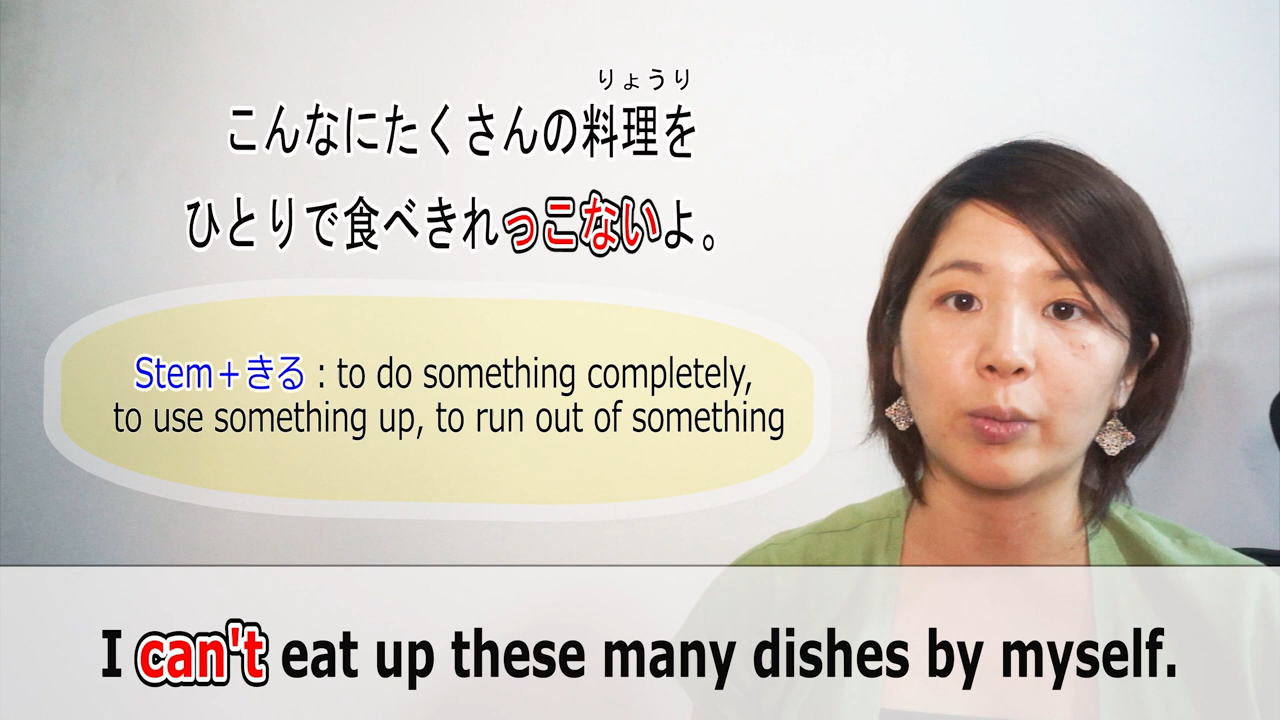 りょうり
こんなにたくさんの料理を
ひとりで食べきれっこないよ。
Stem+きる : to do something completely,
to use something up, to run out of something
I can't eat up these many dishes by myself.